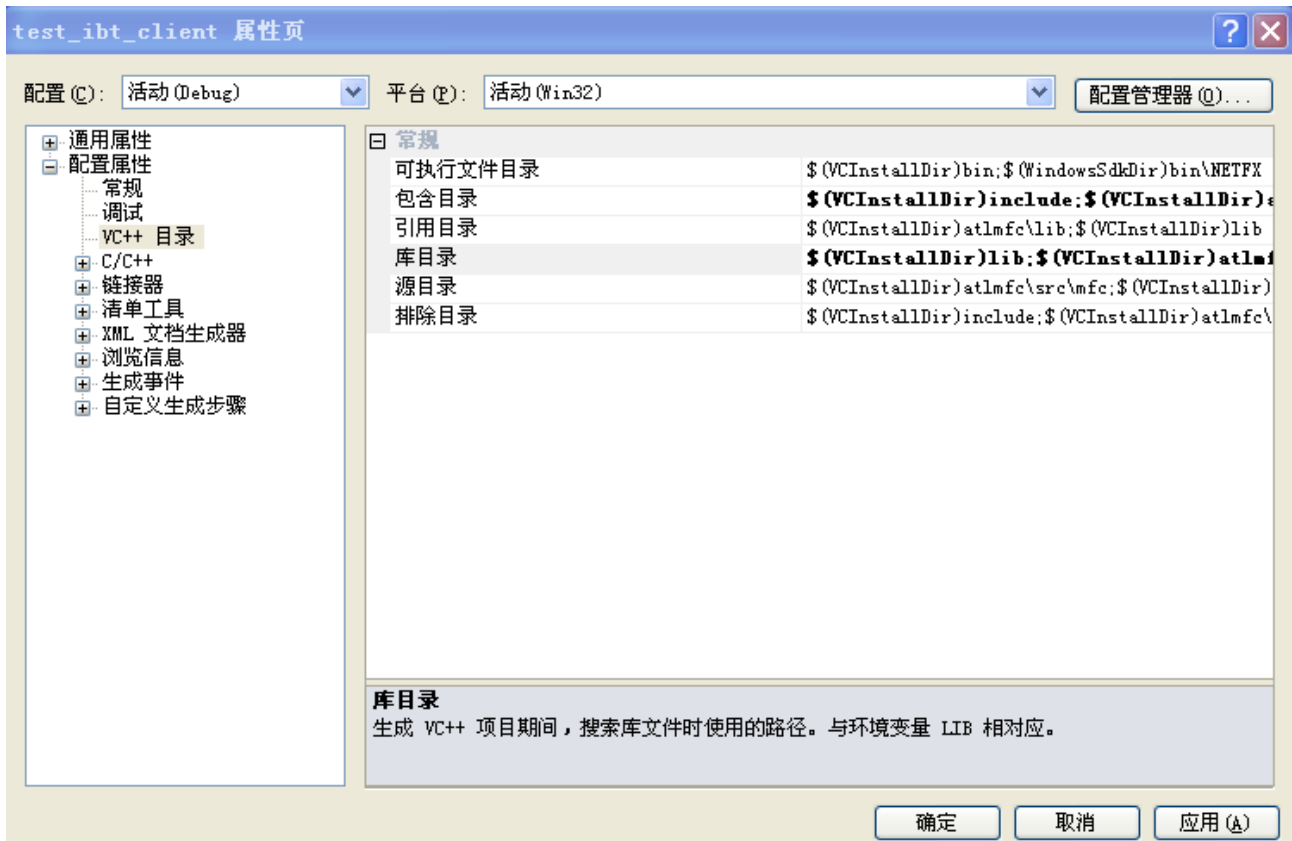 test_ibt_client 属性页
配置(C): 活动(Debug) 平台(P): 活动(Win32) 配置管理器(O)...
通用属性
配置属性
常规
调试
VC++ 目录
C/C++
链接器
清单工具
XML 文档生成器
浏览信息
生成事件
自定义生成步骤
常规
可执行文件目录 $(VCInstallDir)bin;$(WindowsSdkDir)bin\NETFX
包含目录 $(VCInstallDir)include;$(VCInstallDir)a
引用目录 $(VCInstallDir)atlmfc\lib;$(VCInstallDir)lib
库目录 $(VCInstallDir)lib;$(VCInstallDir)atlmf
源目录 $(VCInstallDir)atlmfc\src\mfc;$(VCInstallDir)
排除目录 $(VCInstallDir)include;$(VCInstallDir)atlmfc\
库目录
生成 VC++ 项目期间，搜索库文件时使用的路径。与环境变量 LIB 相对应。
确定 取消 应用(A)